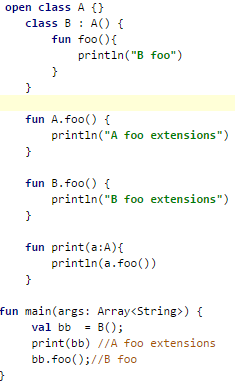 open class A {}
class B : A() {
fun foo(){
println("B foo")
}
}
fun A.foo() {
println("A foo extensions")
}
fun B.foo() {
println("B foo extensions")
}
fun print(a:A){
println(a.foo())
}
fun main(args: Array<String>) {
val bb  = B();
print(bb) //A foo extensions
bb.foo();//B foo
}